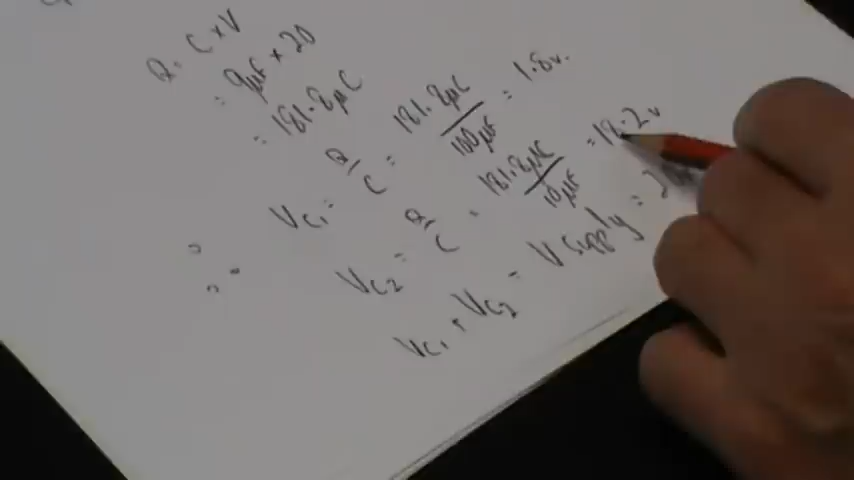 Q = C × V
= 9μF × 20
= 181.8μC
VC1 = Q/C = 181.8μC/100μF = 1.8v.
∴ VC2 = Q/C = 181.8μC/10μF = 18.2v
VC1 + VC2 = V Supply =